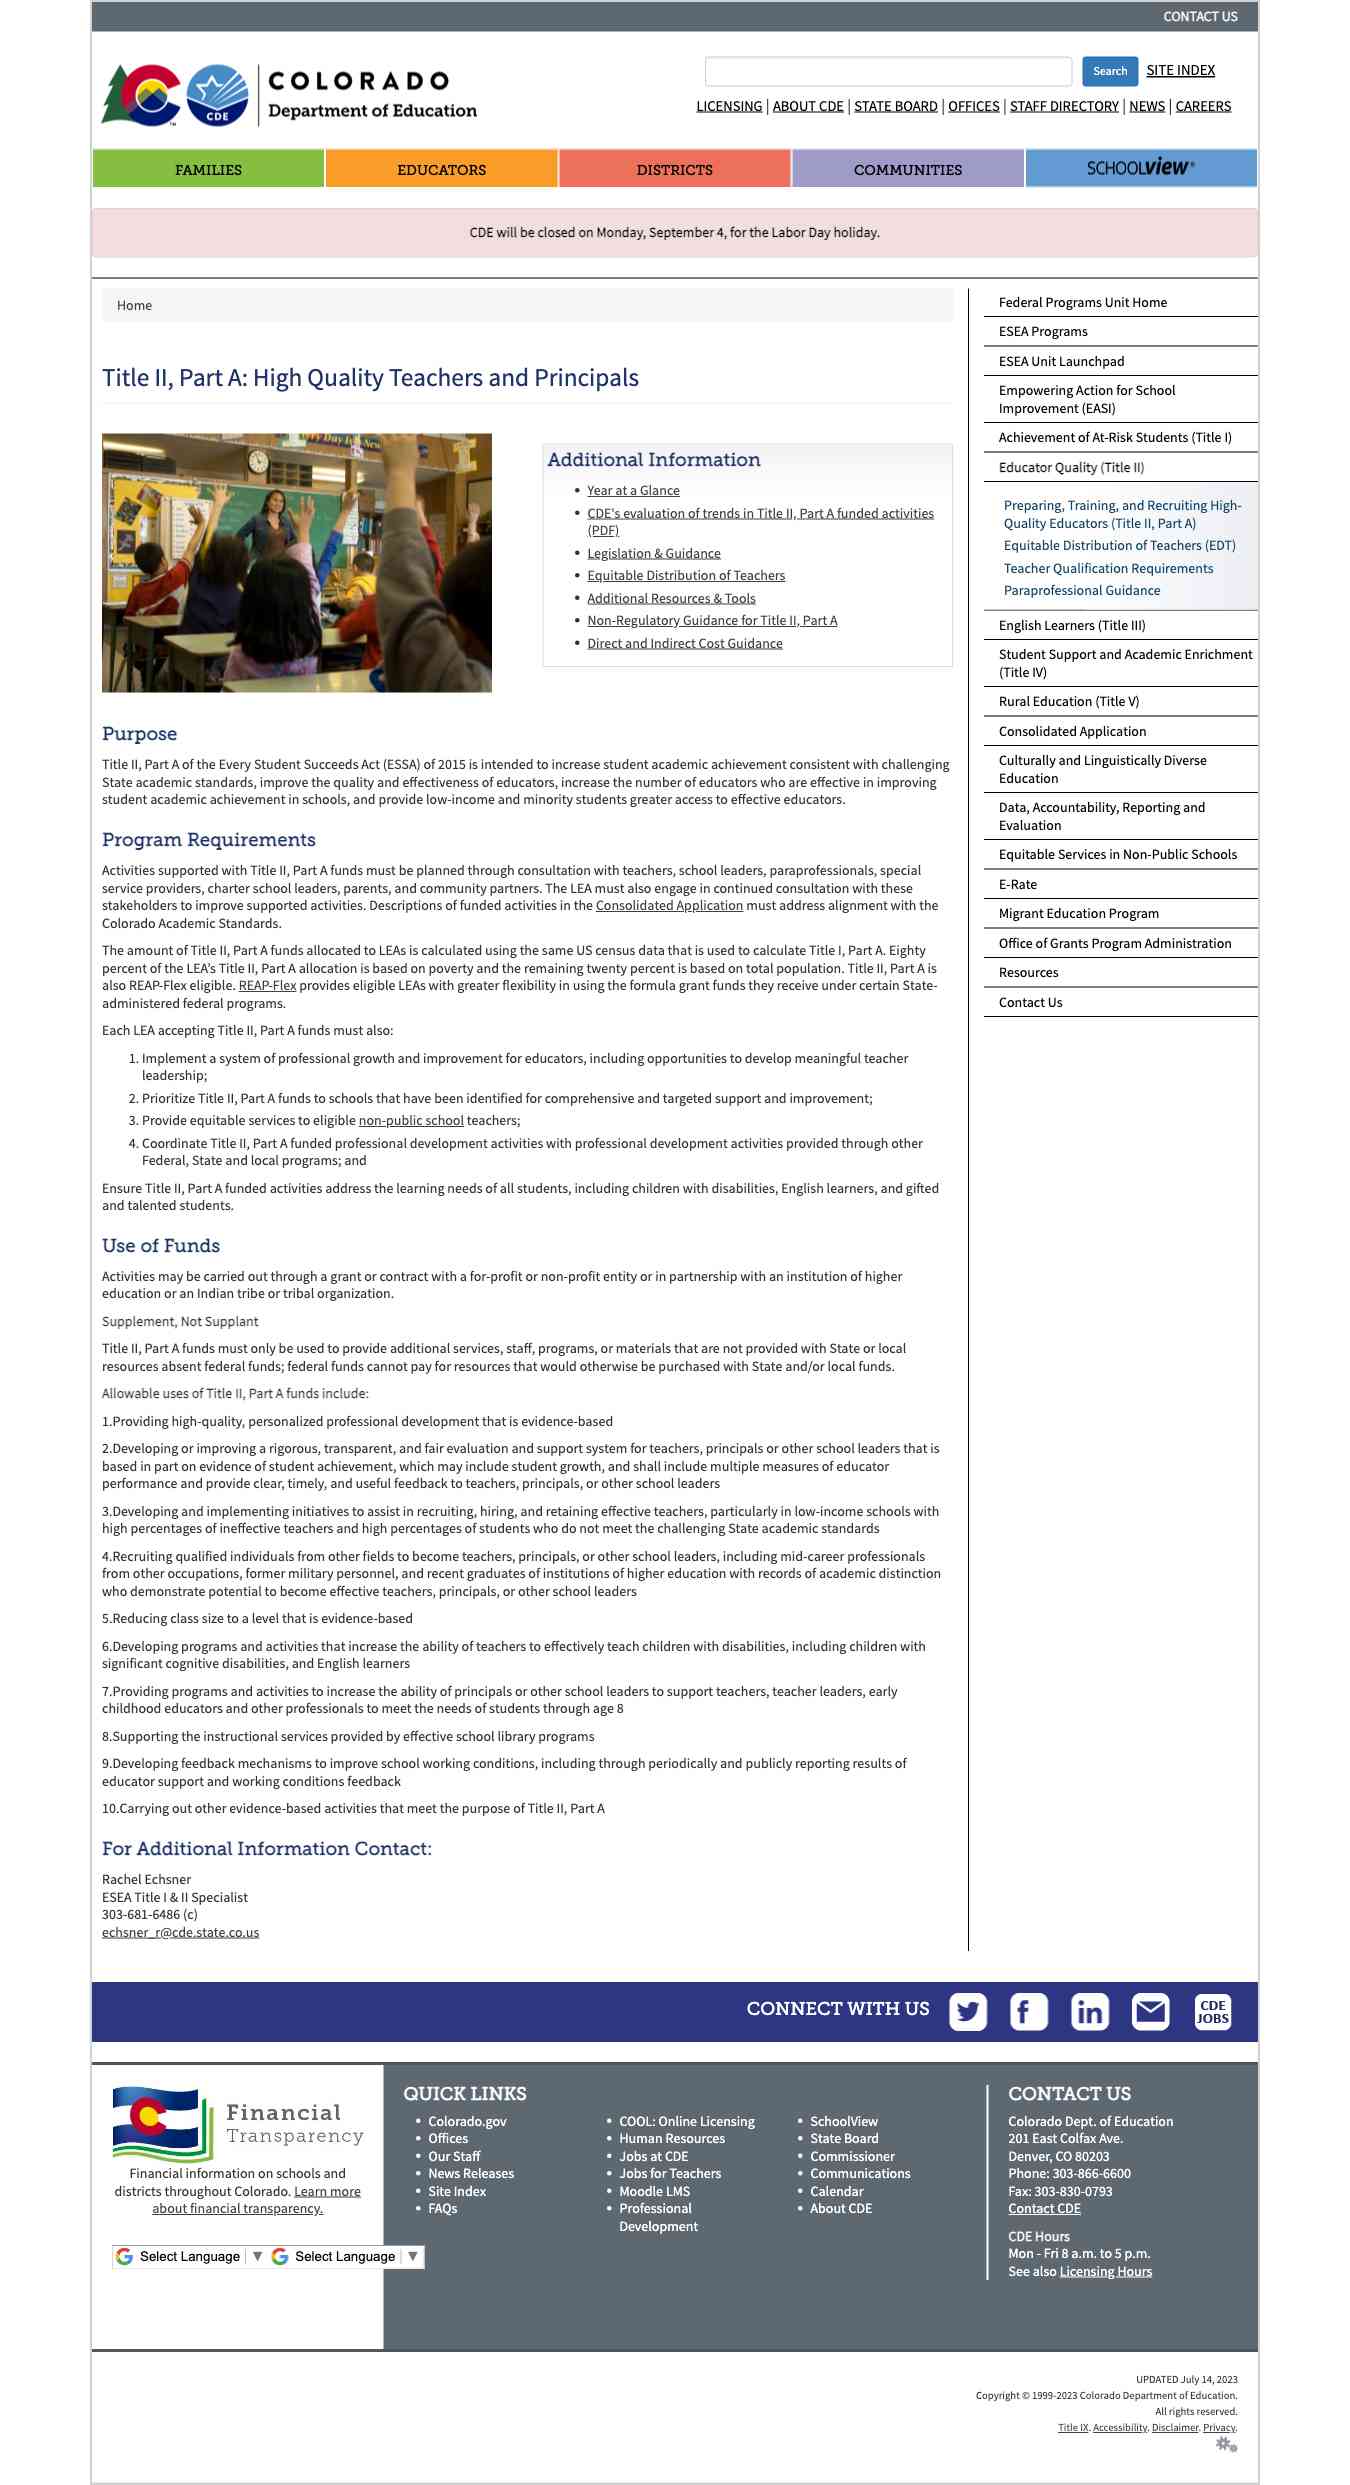 CONTACT US
COLORADO
Department of Education
CDE
Search
SITE INDEX
LICENSING | ABOUT CDE | STATE BOARD | OFFICES | STAFF DIRECTORY | NEWS | CAREERS
FAMILIES
EDUCATORS
DISTRICTS
COMMUNITIES
SCHOOLVIEW®
CDE will be closed on Monday, September 4, for the Labor Day holiday.
Home
Title II, Part A: High Quality Teachers and Principals
Additional Information
• Year at a Glance
• CDE's evaluation of trends in Title II, Part A funded activities
(PDF)
• Legislation & Guidance
• Equitable Distribution of Teachers
• Additional Resources & Tools
• Non-Regulatory Guidance for Title II, Part A
• Direct and Indirect Cost Guidance
Purpose
Title II, Part A of the Every Student Succeeds Act (ESSA) of 2015 is intended to increase student academic achievement consistent with challenging
State academic standards, improve the quality and effectiveness of educators, increase the number of educators who are effective in improving
student academic achievement in schools, and provide low-income and minority students greater access to effective educators.
Program Requirements
Activities supported with Title II, Part A funds must be planned through consultation with teachers, school leaders, paraprofessionals, special
service providers, charter school leaders, parents, and community partners. The LEA must also engage in continued consultation with these
stakeholders to improve supported activities. Descriptions of funded activities in the Consolidated Application must address alignment with the
Colorado Academic Standards.
The amount of Title II, Part A funds allocated to LEAs is calculated using the same US census data that is used to calculate Title I, Part A. Eighty
percent of the LEA's Title II, Part A allocation is based on poverty and the remaining twenty percent is based on total population. Title II, Part A is
also REAP-Flex eligible. REAP-Flex provides eligible LEAs with greater flexibility in using the formula grant funds they receive under certain State-
administered federal programs.
Each LEA accepting Title II, Part A funds must also:
1. Implement a system of professional growth and improvement for educators, including opportunities to develop meaningful teacher
leadership;
2. Prioritize Title II, Part A funds to schools that have been identified for comprehensive and targeted support and improvement;
3. Provide equitable services to eligible non-public school teachers;
4. Coordinate Title II, Part A funded professional development activities with professional development activities provided through other
Federal, State and local programs; and
Ensure Title II, Part A funded activities address the learning needs of all students, including children with disabilities, English learners, and gifted
and talented students.
Use of Funds
Activities may be carried out through a grant or contract with a for-profit or non-profit entity or in partnership with an institution of higher
education or an Indian tribe or tribal organization.
Supplement, Not Supplant
Title II, Part A funds must only be used to provide additional services, staff, programs, or materials that are not provided with State or local
resources absent federal funds; federal funds cannot pay for resources that would otherwise be purchased with State and/or local funds.
Allowable uses of Title II, Part A funds include:
1.Providing high-quality, personalized professional development that is evidence-based
2.Developing or improving a rigorous, transparent, and fair evaluation and support system for teachers, principals or other school leaders that is
based in part on evidence of student achievement, which may include student growth, and shall include multiple measures of educator
performance and provide clear, timely, and useful feedback to teachers, principals, or other school leaders
3.Developing and implementing initiatives to assist in recruiting, hiring, and retaining effective teachers, particularly in low-income schools with
high percentages of ineffective teachers and high percentages of students who do not meet the challenging State academic standards
4.Recruiting qualified individuals from other fields to become teachers, principals, or other school leaders, including mid-career professionals
from other occupations, former military personnel, and recent graduates of institutions of higher education with records of academic distinction
who demonstrate potential to become effective teachers, principals, or other school leaders
5.Reducing class size to a level that is evidence-based
6.Developing programs and activities that increase the ability of teachers to effectively teach children with disabilities, including children with
significant cognitive disabilities, and English learners
7.Providing programs and activities to increase the ability of principals or other school leaders to support teachers, teacher leaders, early
childhood educators and other professionals to meet the needs of students through age 8
8.Supporting the instructional services provided by effective school library programs
9.Developing feedback mechanisms to improve school working conditions, including through periodically and publicly reporting results of
educator support and working conditions feedback
10.Carrying out other evidence-based activities that meet the purpose of Title II, Part A
For Additional Information Contact:
Rachel Echsner
ESEA Title I & II Specialist
303-681-6486 (c)
echsner_r@cde.state.co.us
Federal Programs Unit Home
ESEA Programs
ESEA Unit Launchpad
Empowering Action for School
Improvement (EASI)
Achievement of At-Risk Students (Title I)
Educator Quality (Title II)
Preparing, Training, and Recruiting High-
Quality Educators (Title II, Part A)
Equitable Distribution of Teachers (EDT)
Teacher Qualification Requirements
Paraprofessional Guidance
English Learners (Title III)
Student Support and Academic Enrichment
(Title IV)
Rural Education (Title V)
Consolidated Application
Culturally and Linguistically Diverse
Education
Data, Accountability, Reporting and
Evaluation
Equitable Services in Non-Public Schools
E-Rate
Migrant Education Program
Office of Grants Program Administration
Resources
Contact Us
CONNECT WITH US
CDE
JOBS
Financial
Transparency
Financial information on schools and
districts throughout Colorado. Learn more
about financial transparency.
Select Language ▼
Select Language ▼
QUICK LINKS
• Colorado.gov
• Offices
• Our Staff
• News Releases
• Site Index
• FAQs
• COOL: Online Licensing
• Human Resources
• Jobs at CDE
• Jobs for Teachers
• Moodle LMS
• Professional
Development
• SchoolView
• State Board
• Commissioner
• Communications
• Calendar
• About CDE
CONTACT US
Colorado Dept. of Education
201 East Colfax Ave.
Denver, CO 80203
Phone: 303-866-6600
Fax: 303-830-0793
Contact CDE
CDE Hours
Mon - Fri 8 a.m. to 5 p.m.
See also Licensing Hours
UPDATED July 14, 2023
Copyright © 1999-2023 Colorado Department of Education.
All rights reserved.
Title IX. Accessibility. Disclaimer. Privacy.